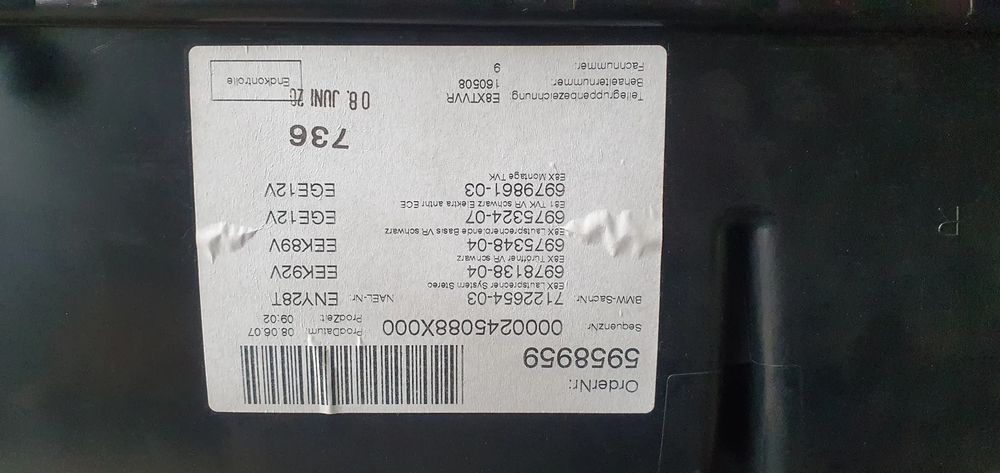 OrderNr:
5958959
SequenzNr 0000245088X000 ProdDatum 08.06.07
ProdZeit 09:02
BMW-SachNr 7122654-03 NAEL-Nr: ENY28T
E8X Lautsprecher System Stereo
6978138-04 EEK92V
E8X Türöffner VR schwarz
6975348-04 EEK89V
E8X Lautsprecherblende Basis VR schwarz
6975324-07 EGE12V
E81 TVK VR schwarz Elektra antnr ECE
6979861-03 EGE12V
E8X Montage TVK
736
Teilegruppenbezeichnung: E8XTVVR
Behaelternummer: 160508
Fachnummer: 9
08. JUNI 20
Endkontrolle